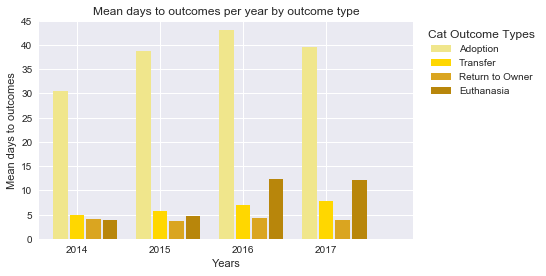 Mean days to outcomes per year by outcome type
Mean days to outcomes
45
40
35
30
25
20
15
10
5
0
2014
2015
2016
2017
Years
Cat Outcome Types
Adoption
Transfer
Return to Owner
Euthanasia